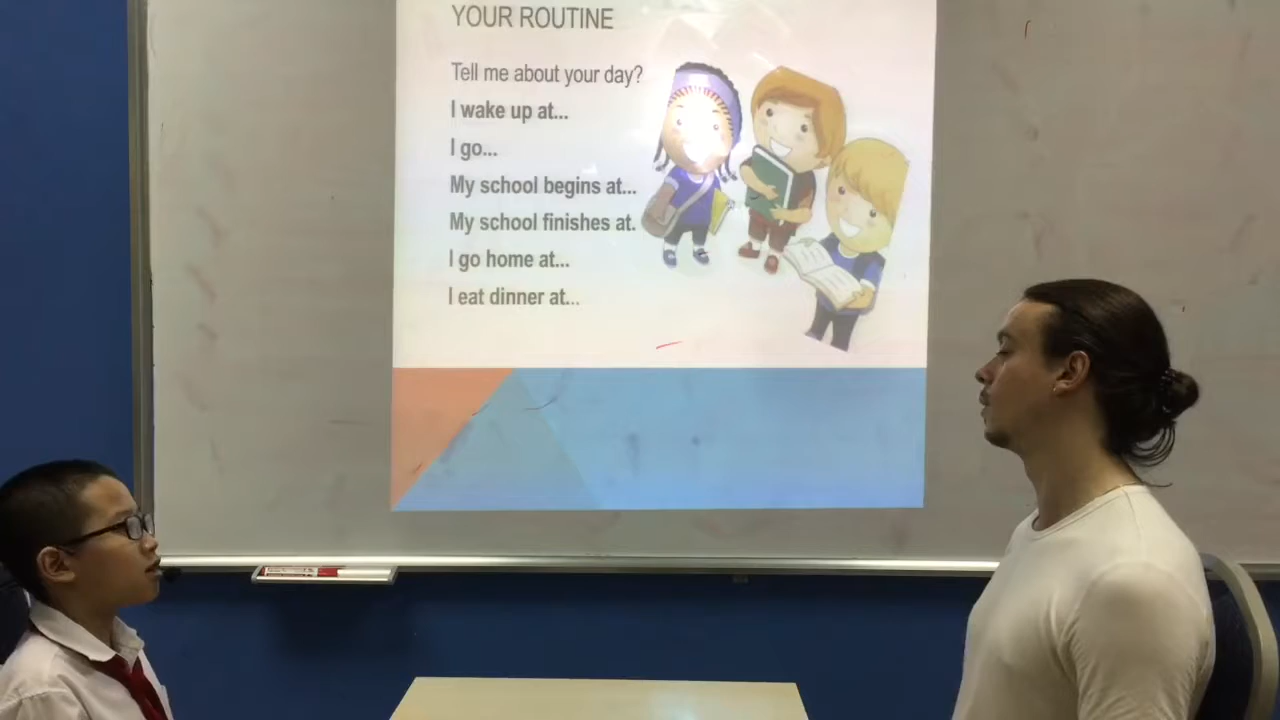 YOUR ROUTINE
Tell me about your day?
I wake up at...
I go...
My school begins at...
My school finishes at.
I go home at...
I eat dinner at...